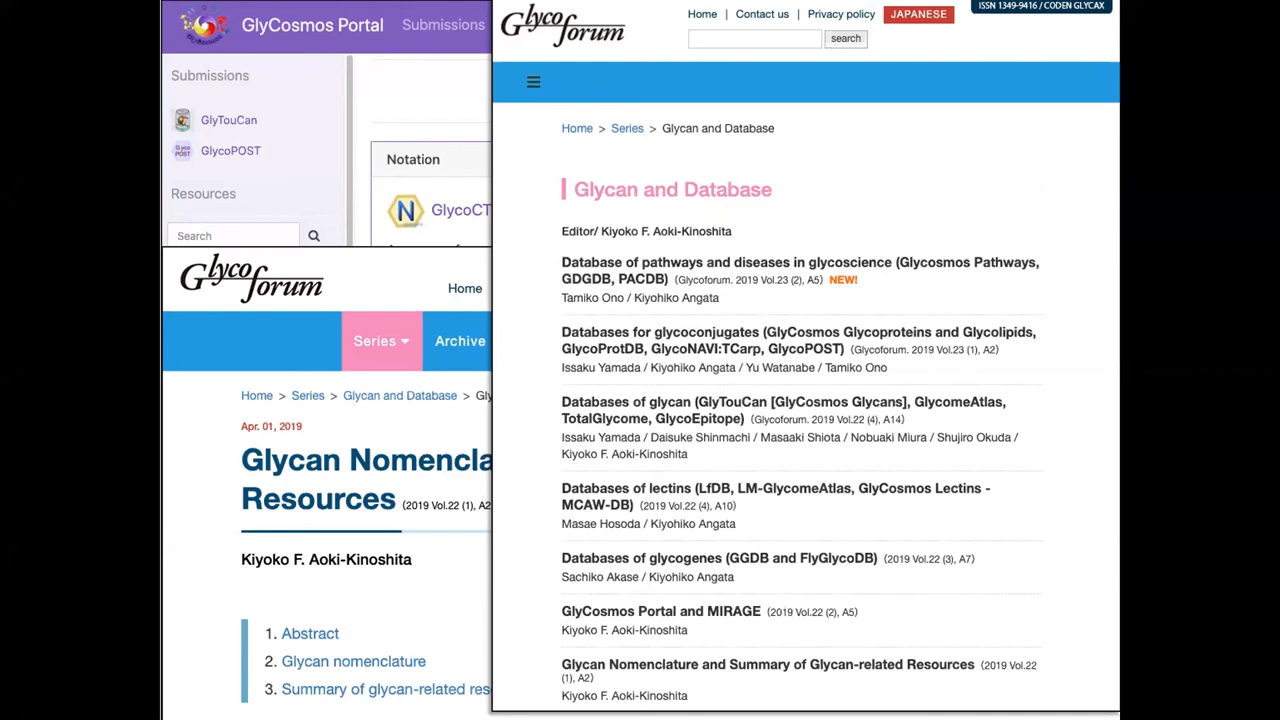 GlyCosmos Portal
Submissions
Submissions
GlyTouCan
GlycoPOST
Resources
Search
Notation
GlycoCT
Glycoforum
Home
Series
Archive
Home > Series > Glycan and Database > Gly
Apr. 01, 2019
Glycan Nomencla
Resources (2019 Vol.22 (1), A2
Kiyoko F. Aoki-Kinoshita
1. Abstract
2. Glycan nomenclature
3. Summary of glycan-related res
Glycoforum
Home | Contact us | Privacy policy JAPANESE
ISSN 1349-9416 / CODEN GLYCAX
search
Home > Series > Glycan and Database
Glycan and Database
Editor/ Kiyoko F. Aoki-Kinoshita
Database of pathways and diseases in glycoscience (Glycosmos Pathways,
GDGDB, PACDB) (Glycoforum. 2019 Vol.23 (2), A5) NEW!
Tamiko Ono / Kiyohiko Angata
Databases for glycoconjugates (GlyCosmos Glycoproteins and Glycolipids,
GlycoProtDB, GlycoNAVI:TCarp, GlycoPOST) (Glycoforum. 2019 Vol.23 (1), A2)
Issaku Yamada / Kiyohiko Angata / Yu Watanabe / Tamiko Ono
Databases of glycan (GlyTouCan [GlyCosmos Glycans], GlycomeAtlas,
TotalGlycome, GlycoEpitope) (Glycoforum. 2019 Vol.22 (4), A14)
Issaku Yamada / Daisuke Shinmachi / Masaaki Shiota / Nobuaki Miura / Shujiro Okuda /
Kiyoko F. Aoki-Kinoshita
Databases of lectins (LfDB, LM-GlycomeAtlas, GlyCosmos Lectins -
MCAW-DB) (2019 Vol.22 (4), A10)
Masae Hosoda / Kiyohiko Angata
Databases of glycogenes (GGDB and FlyGlycoDB) (2019 Vol.22 (3), A7)
Sachiko Akase / Kiyohiko Angata
GlyCosmos Portal and MIRAGE (2019 Vol.22 (2), A5)
Kiyoko F. Aoki-Kinoshita
Glycan Nomenclature and Summary of Glycan-related Resources (2019 Vol.22
(1), A2)
Kiyoko F. Aoki-Kinoshita